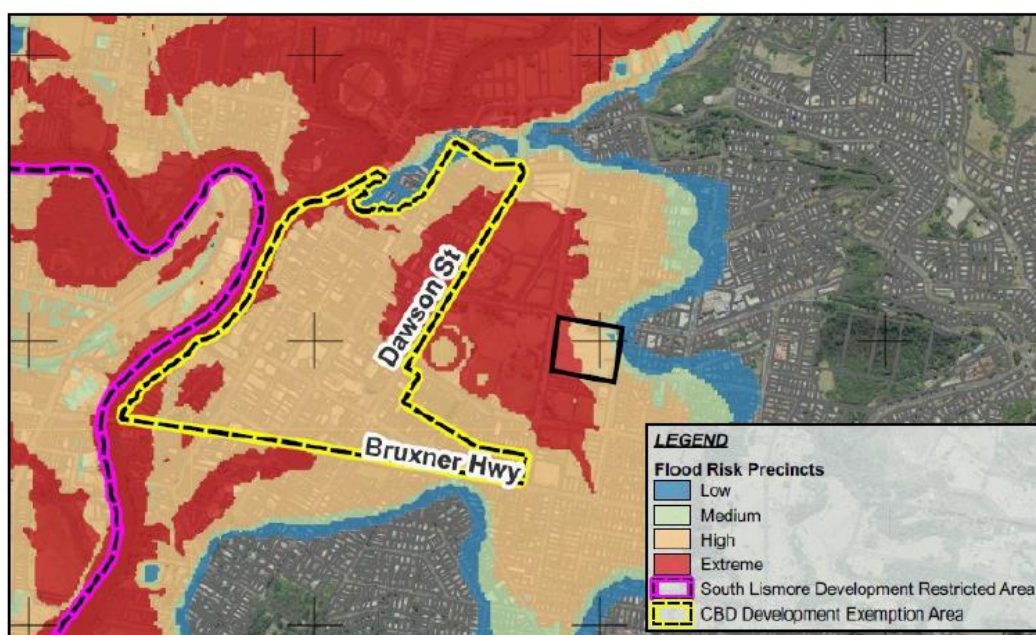 Dawson St
Bruxner Hwy
LEGEND
Flood Risk Precincts
Low
Medium
High
Extreme
South Lismore Development Restricted Area
CBD Development Exemption Area